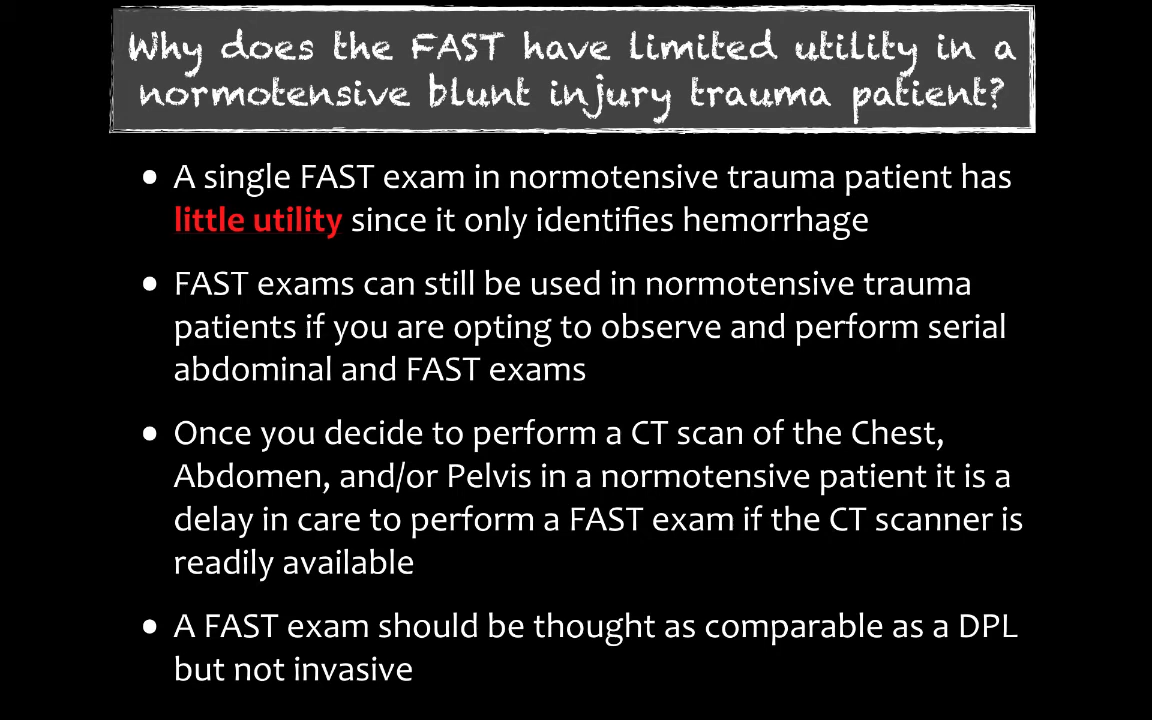 Why does the FAST have limited utility in a
normotensive blunt injury trauma patient?
• A single FAST exam in normotensive trauma patient has
little utility since it only identifies hemorrhage
• FAST exams can still be used in normotensive trauma
patients if you are opting to observe and perform serial
abdominal and FAST exams
• Once you decide to perform a CT scan of the Chest,
Abdomen, and/or Pelvis in a normotensive patient it is a
delay in care to perform a FAST exam if the CT scanner is
readily available
• A FAST exam should be thought as comparable as a DPL
but not invasive